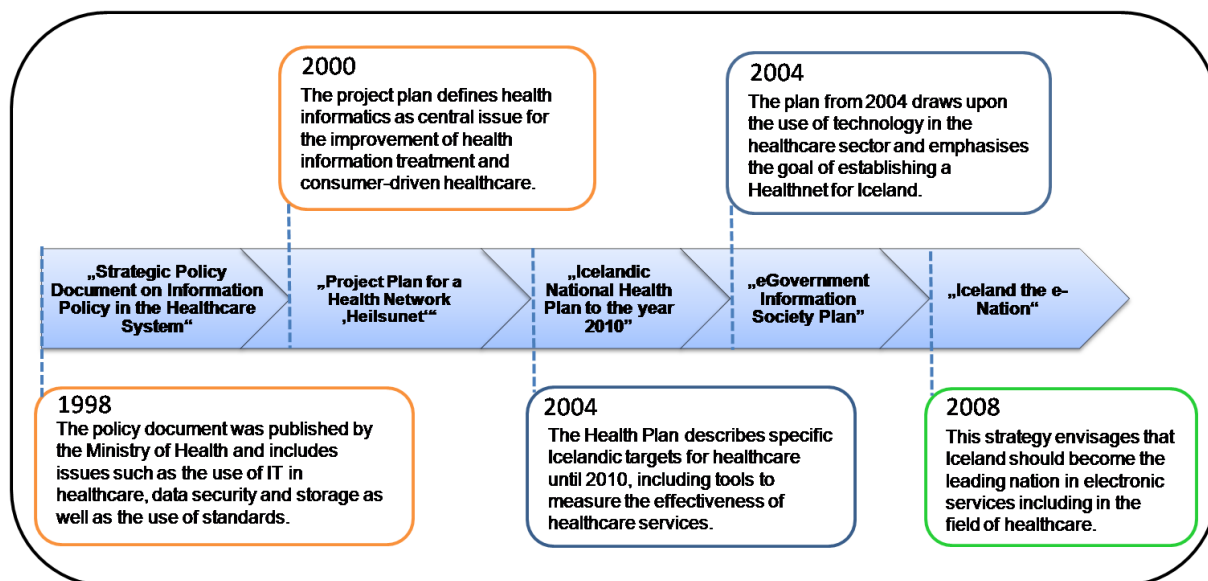 2000
The project plan defines health
informatics as central issue for
the improvement of health
information treatment and
consumer-driven healthcare.
2004
The plan from 2004 draws upon
the use of technology in the
healthcare sector and emphasises
the goal of establishing a
Healthnet for Iceland.
„Strategic Policy
Document on Information
Policy in the Healthcare
System“
„Project Plan for a
Health Network
‚Heilsunet‘“
„Icelandic
National Health
Plan to the year
2010”
„eGovernment
Information
Society Plan”
„Iceland the e-
Nation“
1998
The policy document was published by
the Ministry of Health and includes
issues such as the use of IT in
healthcare, data security and storage as
well as the use of standards.
2004
The Health Plan describes specific
Icelandic targets for healthcare
until 2010, including tools to
measure the effectiveness of
healthcare services.
2008
This strategy envisages that
Iceland should become the
leading nation in electronic
services including in the
field of healthcare.